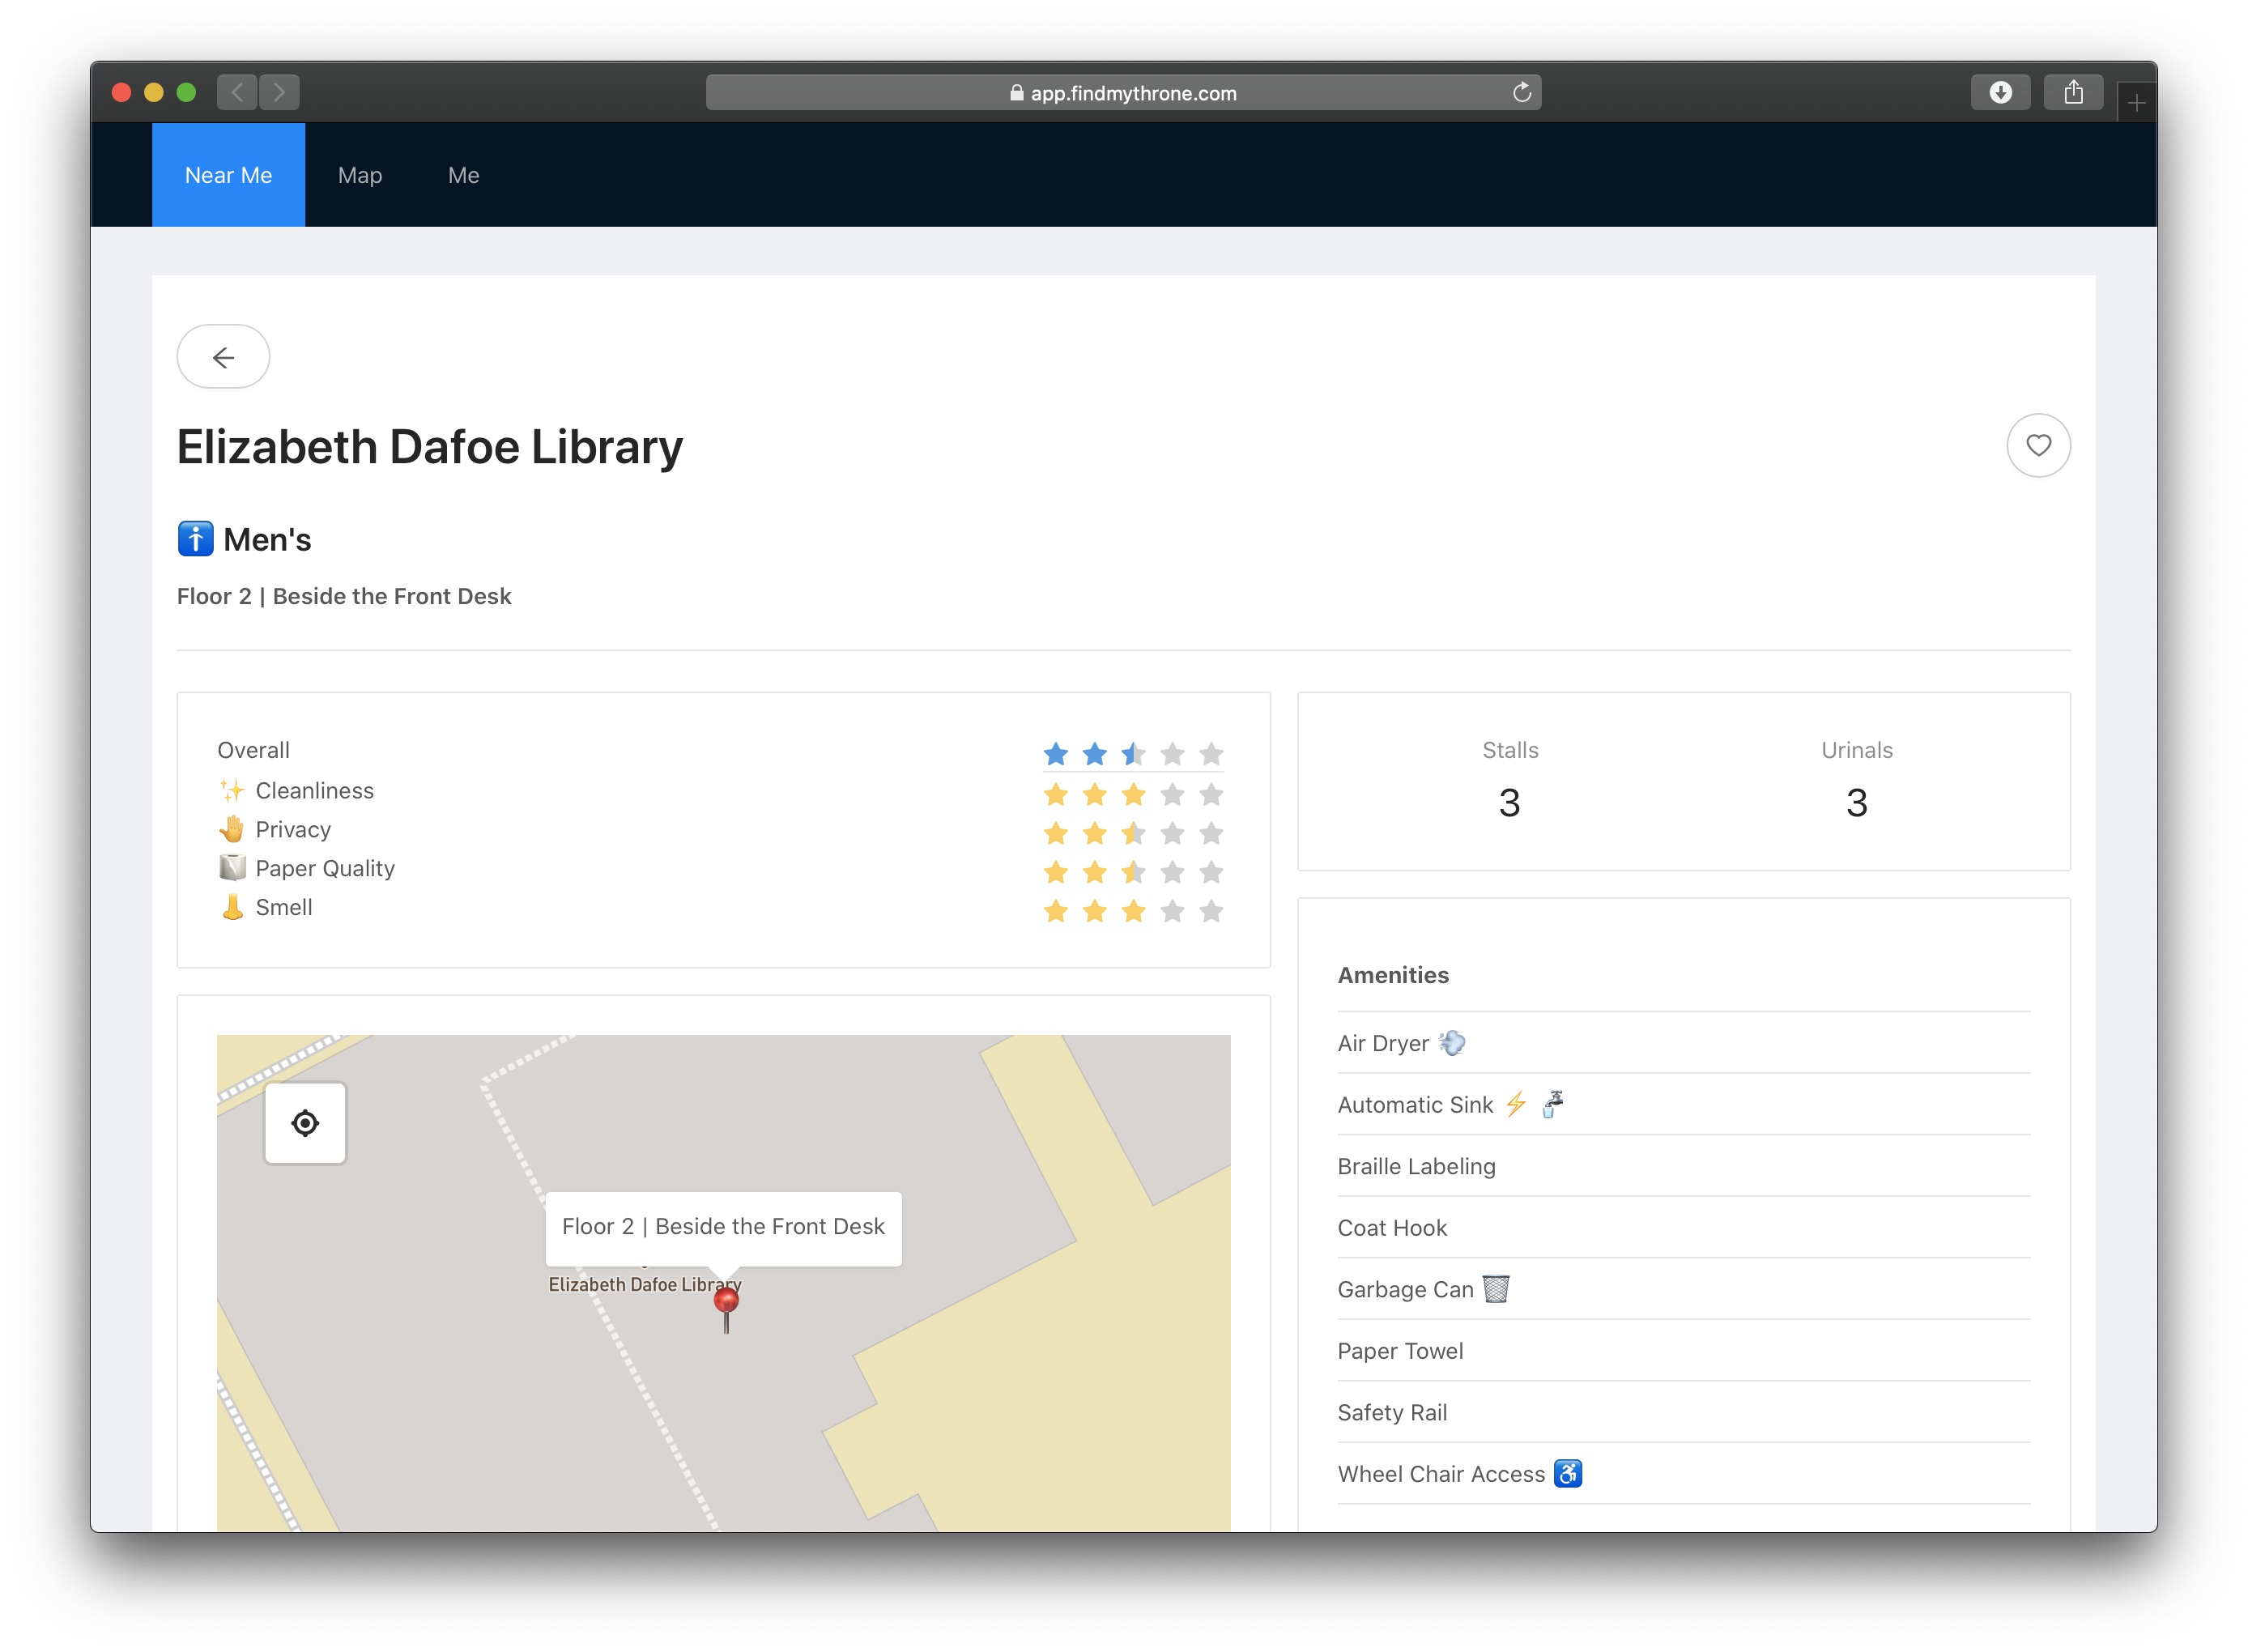 app.findmythrone.com
Near Me
Map
Me
Elizabeth Dafoe Library
Men's
Floor 2 | Beside the Front Desk
Overall
Cleanliness
Privacy
Paper Quality
Smell
Stalls
3
Urinals
3
Floor 2 | Beside the Front Desk
Elizabeth Dafoe Library
Amenities
Air Dryer
Automatic Sink
Braille Labeling
Coat Hook
Garbage Can
Paper Towel
Safety Rail
Wheel Chair Access